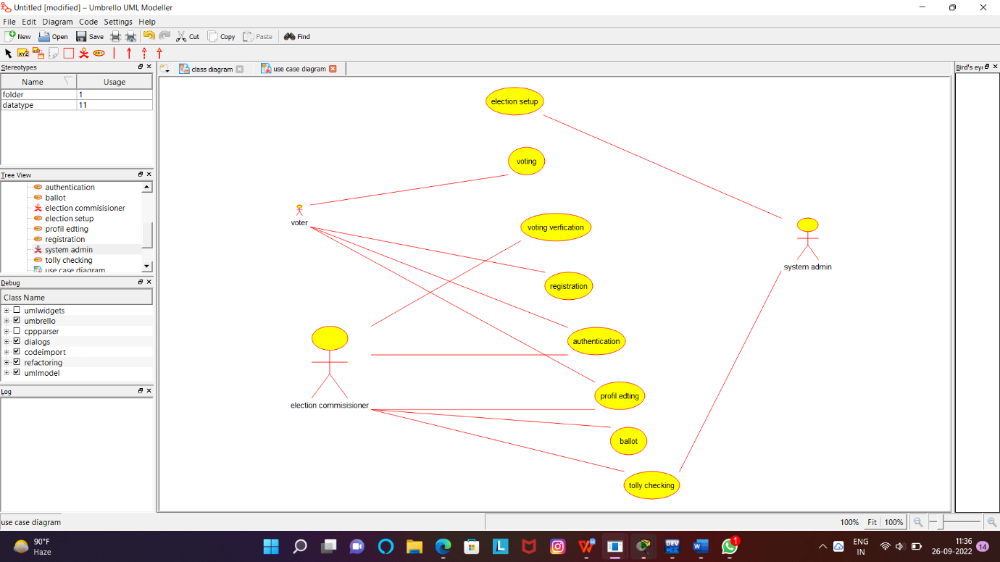 Untitled [modified] – Umbrello UML Modeller
File Edit Diagram Code Settings Help
New Open Save Cut Copy Paste Find
XYZ ABC
Stereotypes
Name Usage
folder 1
datatype 11
Tree View
authentication
ballot
election commisisioner
election setup
profil edting
registration
system admin
tolly checking
use case diagram
Debug
Class Name
umlwidgets
umbrello
cppparser
dialogs
codeimport
refactoring
umlmodel
Log
class diagram use case diagram
Bird's eye
election setup
voting
voter
voting verfication
system admin
registration
authentication
election commisisioner
profil edting
ballot
tolly checking
use case diagram
100% Fit 100%
90°F
Haze
L
W
DEV
W
1
ENG
IN
11:36
26-09-2022
14